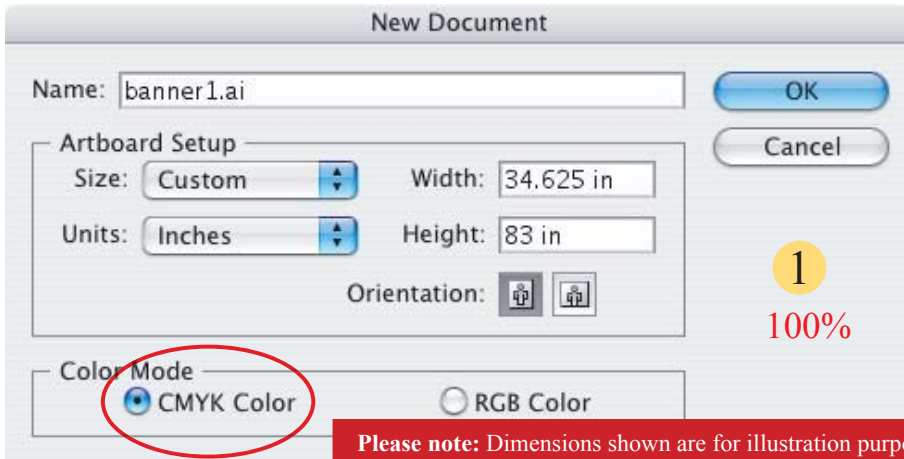 New Document
Name: banner1.ai
OK
Artboard Setup
Cancel
Size: Custom Width: 34.625 in
Units: Inches Height: 83 in
Orientation:
1
100%
Color Mode
CMYK Color RGB Color
Please note: Dimensions shown are for illustration purp